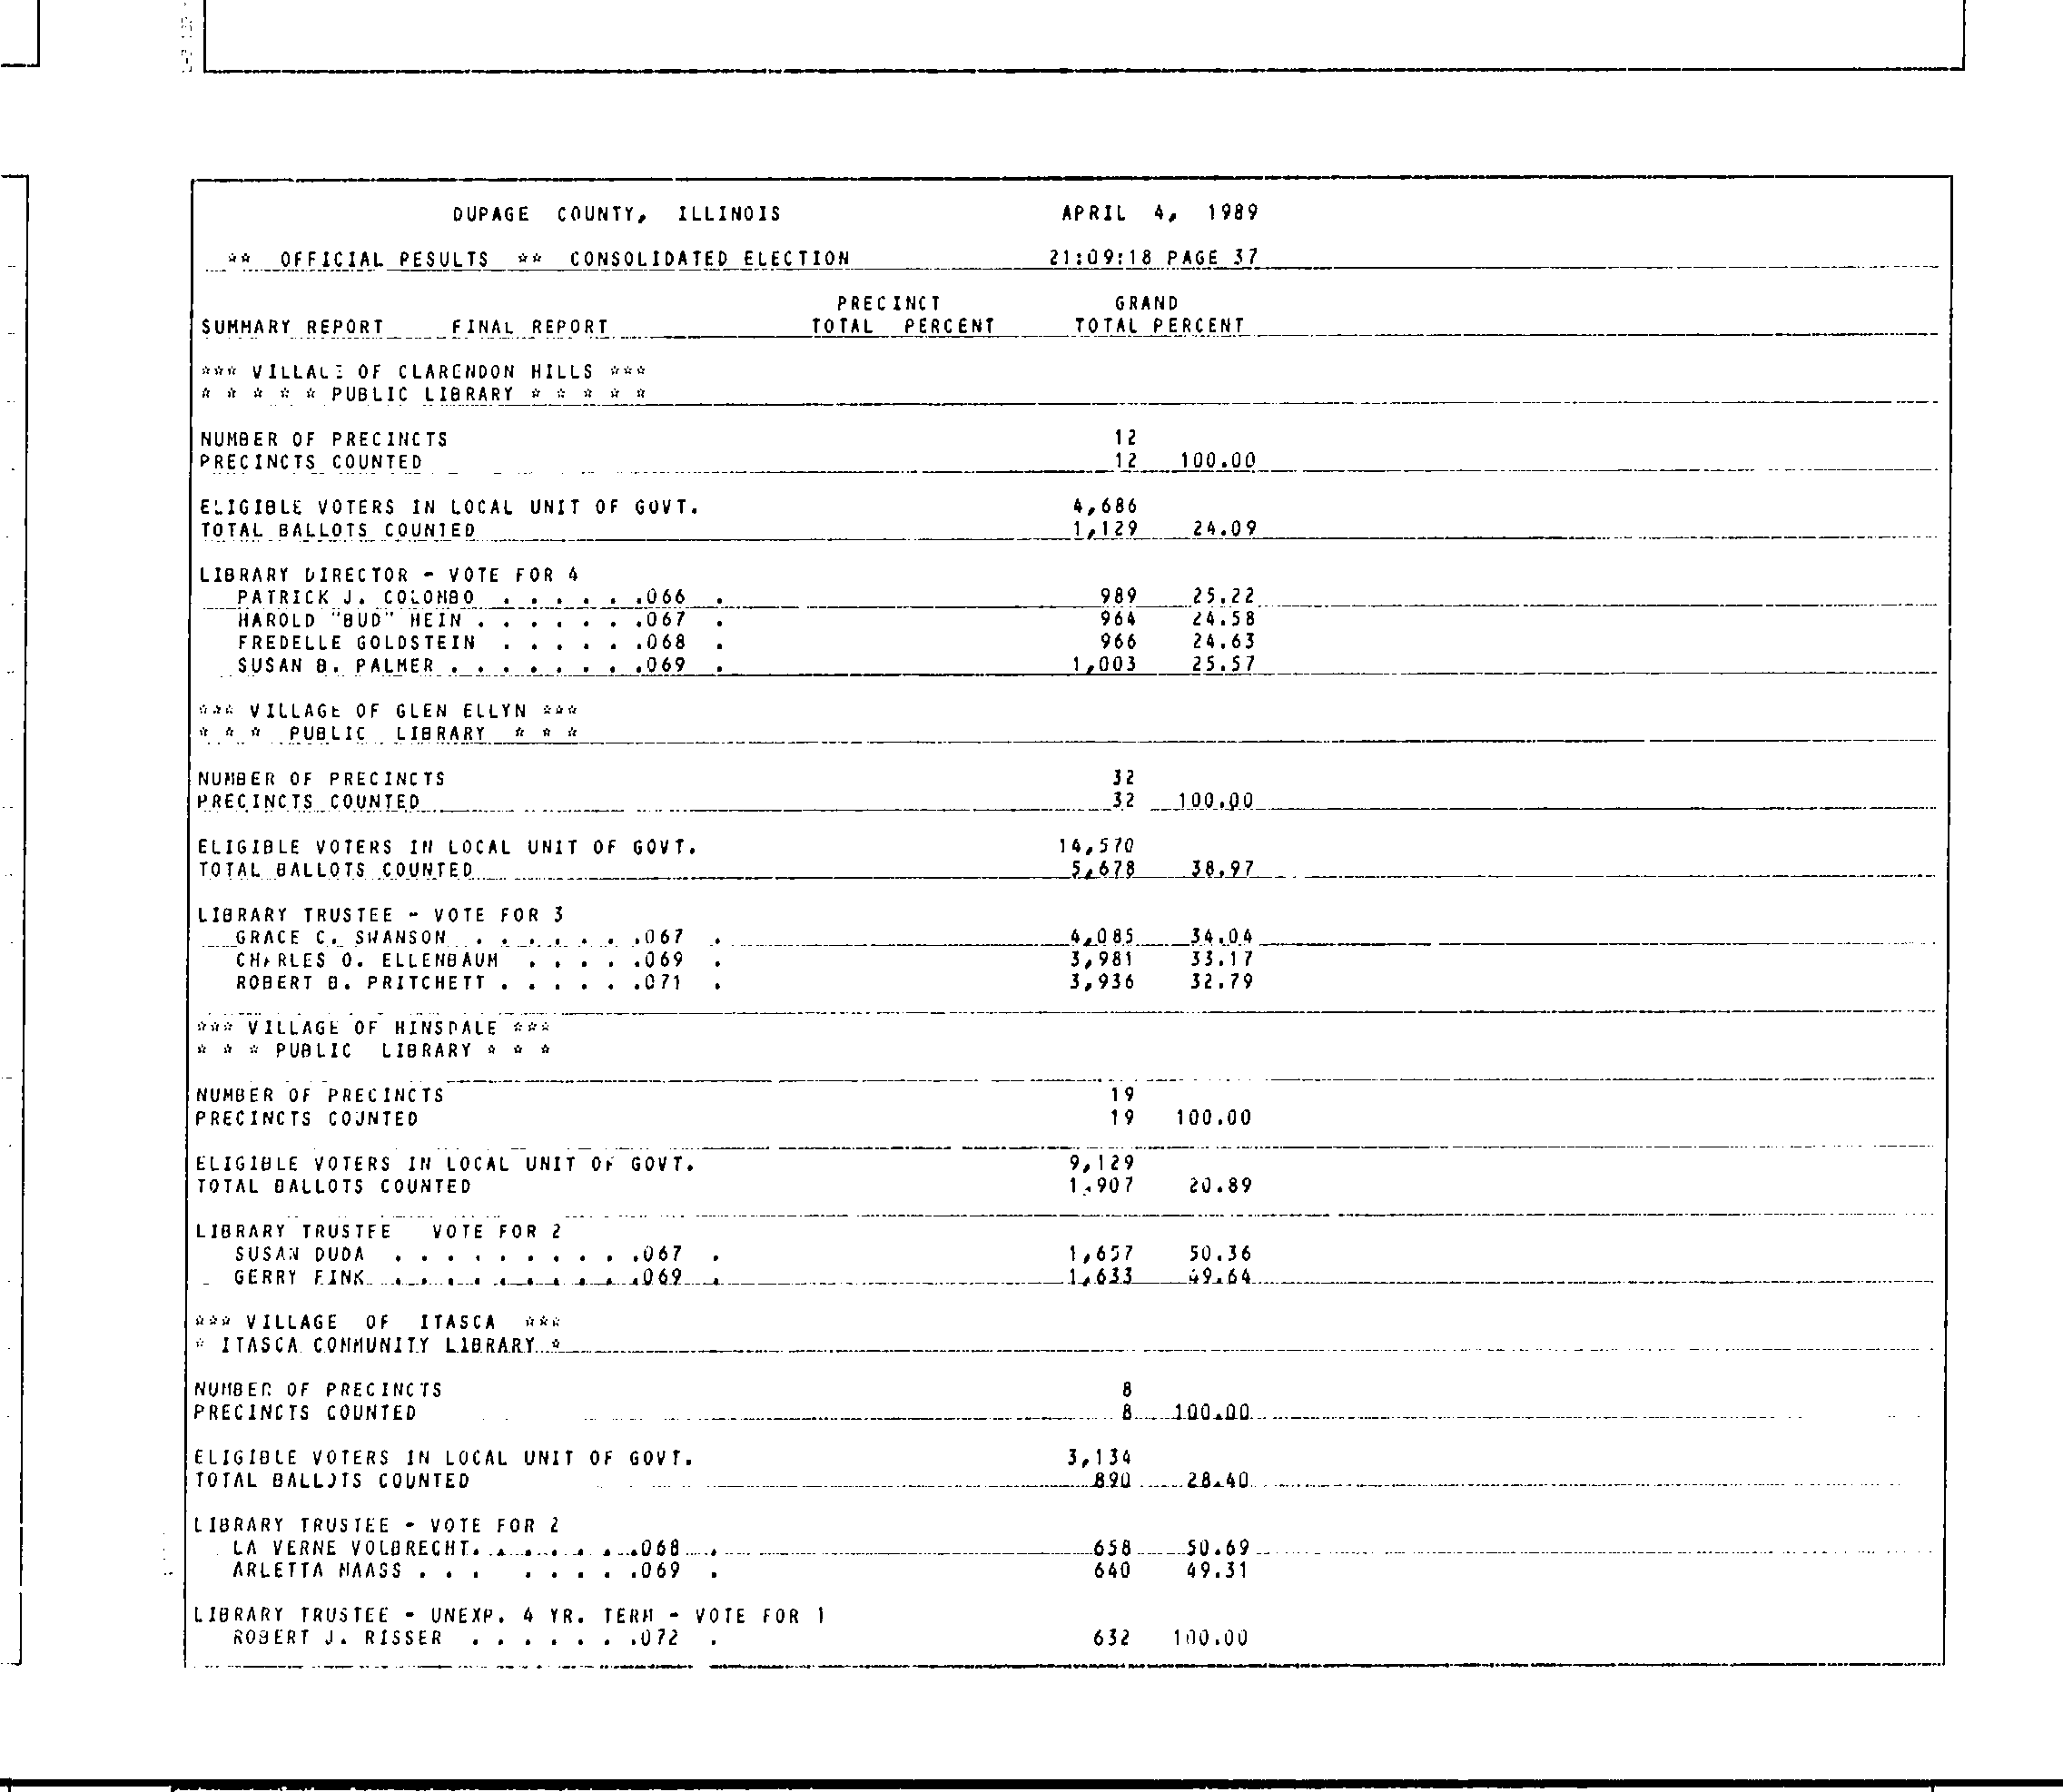 DUPAGE COUNTY, ILLINOIS APRIL 4, 1989
** OFFICIAL PESULTS ** CONSOLIDATED ELECTION 21:09:18 PAGE 37
PRECINCT GRAND
SUMMARY REPORT FINAL REPORT TOTAL PERCENT TOTAL PERCENT
*** VILLAGE OF CLARENDON HILLS ***
* * * * * PUBLIC LIBRARY * * * * *
NUMBER OF PRECINCTS 12
PRECINCTS COUNTED 12 100.00
ELIGIBLE VOTERS IN LOCAL UNIT OF GOVT. 4,686
TOTAL BALLOTS COUNTED 1,129 24.09
LIBRARY DIRECTOR - VOTE FOR 4
PATRICK J. COLOMBO . . . . . .066 . 989 25.22
HAROLD "BUD" HEIN . . . . . . .067 . 964 24.58
FREDELLE GOLDSTEIN . . . . . .068 . 966 24.63
SUSAN B. PALMER . . . . . . . .069 . 1,003 25.57
*** VILLAGE OF GLEN ELLYN ***
* * * PUBLIC LIBRARY * * *
NUMBER OF PRECINCTS 32
PRECINCTS COUNTED 32 100.00
ELIGIBLE VOTERS IN LOCAL UNIT OF GOVT. 14,570
TOTAL BALLOTS COUNTED 5,678 38.97
LIBRARY TRUSTEE - VOTE FOR 3
GRACE C. SWANSON . . . . . . .067 . 4,085 34.04
CHARLES O. ELLENBAUM . . . . .069 . 3,981 33.17
ROBERT B. PRITCHETT . . . . . .071 . 3,936 32.79
*** VILLAGE OF HINSDALE ***
* * * PUBLIC LIBRARY * * *
NUMBER OF PRECINCTS 19
PRECINCTS COUNTED 19 100.00
ELIGIBLE VOTERS IN LOCAL UNIT OF GOVT. 9,129
TOTAL BALLOTS COUNTED 1,907 20.89
LIBRARY TRUSTEE VOTE FOR 2
SUSAN DUDA . . . . . . . . . .067 . 1,657 50.36
GERRY FINK . . . . . . . . . .069 . 1,633 49.64
*** VILLAGE OF ITASCA ***
* ITASCA COMMUNITY LIBRARY *
NUMBER OF PRECINCTS 8
PRECINCTS COUNTED 8 100.00
ELIGIBLE VOTERS IN LOCAL UNIT OF GOVT. 3,134
TOTAL BALLOTS COUNTED 890 28.40
LIBRARY TRUSTEE - VOTE FOR 2
LA VERNE VOLBRECHT. . . . . . .068 . 658 50.69
ARLETTA MAASS . . . . . . . .069 . 640 49.31
LIBRARY TRUSTEE - UNEXP. 4 YR. TERM - VOTE FOR 1
ROBERT J. RISSER . . . . . . .072 . 632 100.00